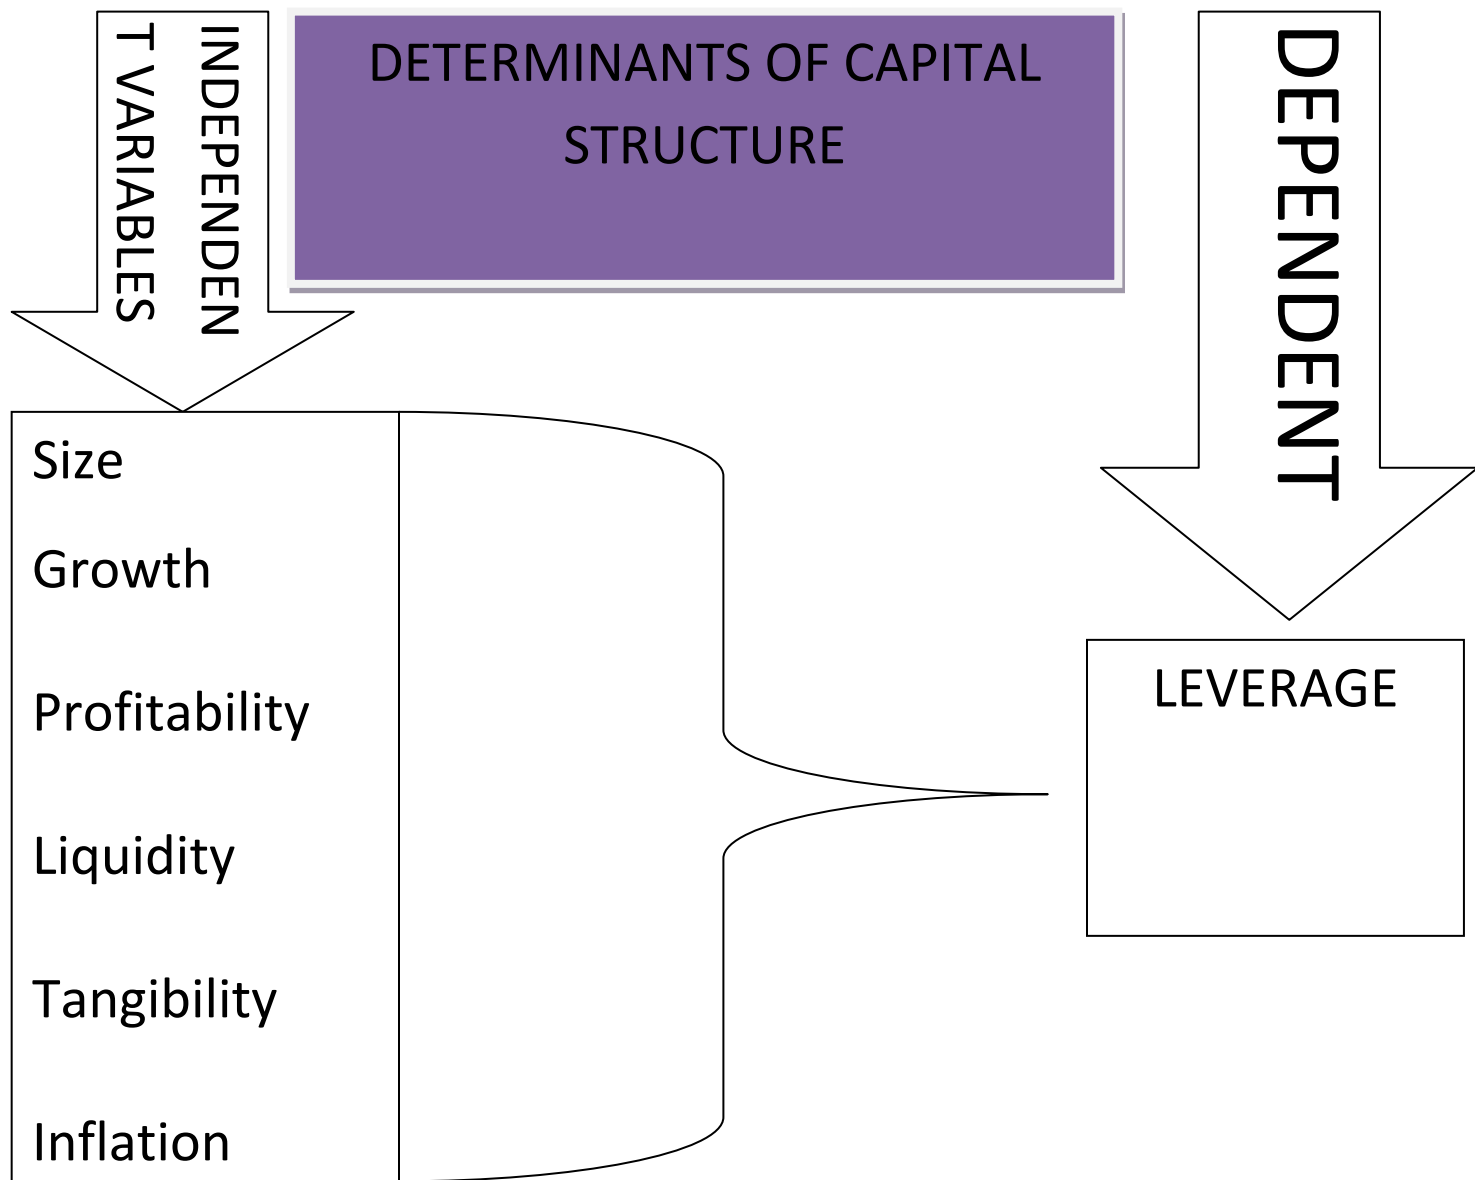 INDEPENDEN
T VARIABLES
DETERMINANTS OF CAPITAL
STRUCTURE
DEPENDENT
Size
Growth
Profitability
Liquidity
Tangibility
Inflation
LEVERAGE